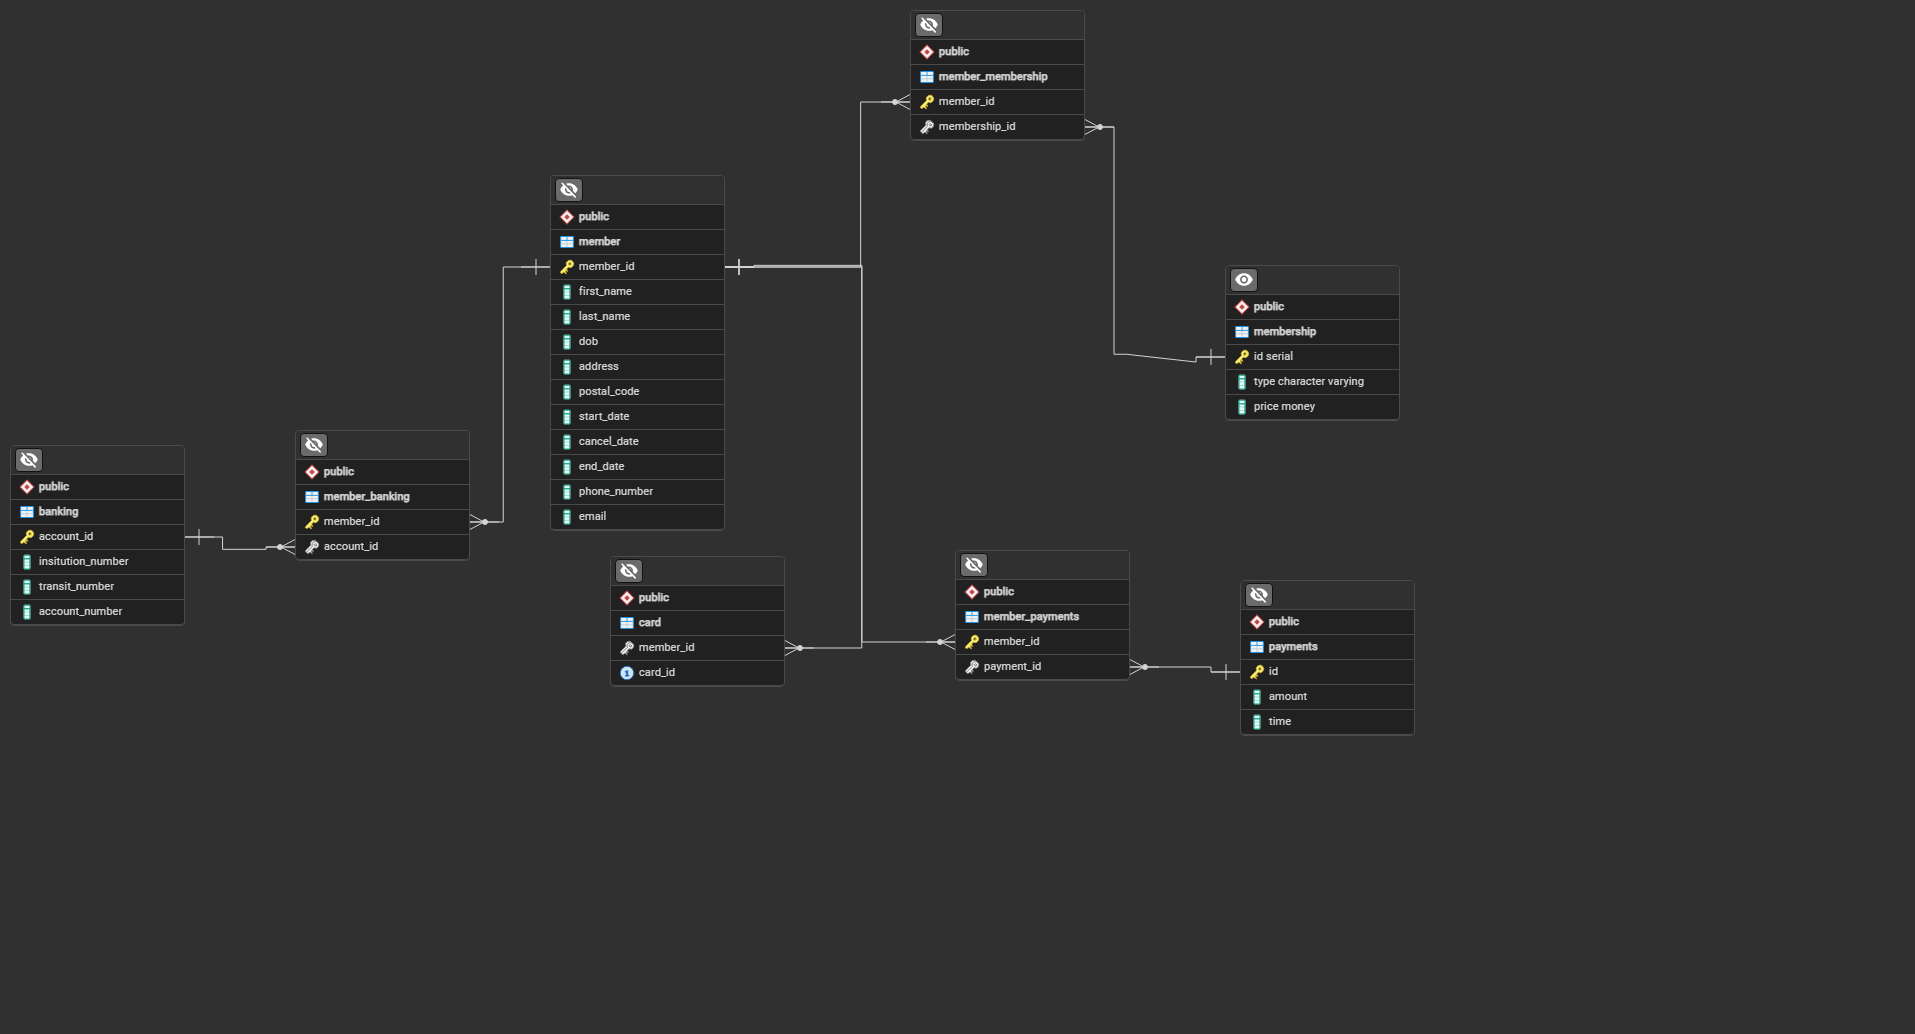 public
member_membership
member_id
membership_id
public
member
member_id
first_name
last_name
dob
address
postal_code
start_date
cancel_date
end_date
phone_number
email
public
membership
id serial
type character varying
price money
public
banking
account_id
insitution_number
transit_number
account_number
public
member_banking
member_id
account_id
public
card
member_id
1 card_id
public
member_payments
member_id
payment_id
public
payments
id
amount
time